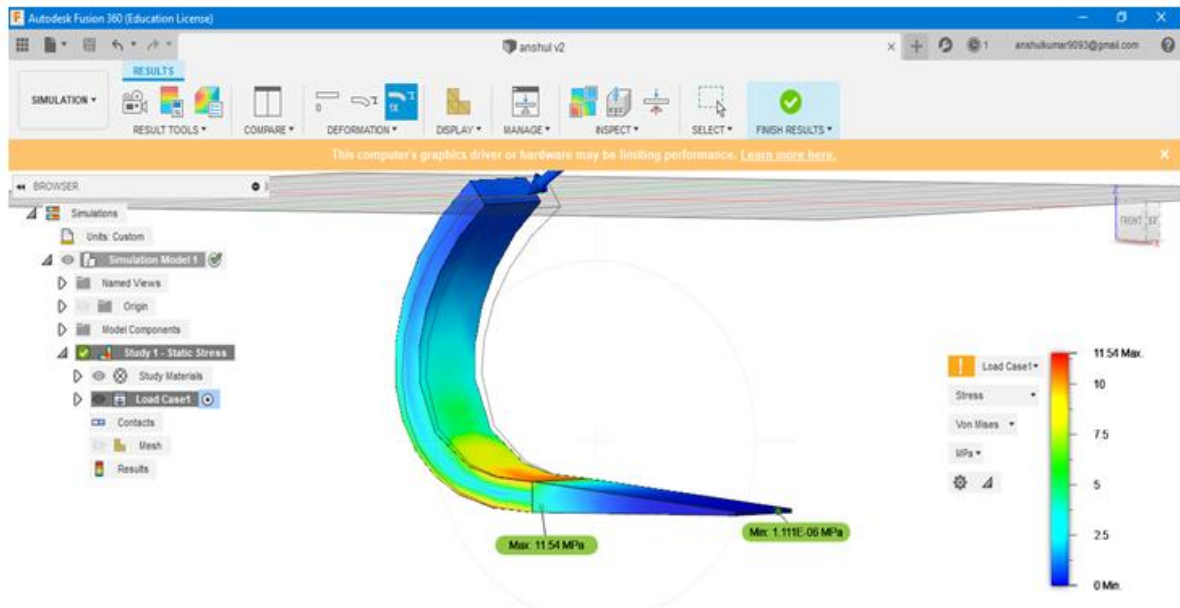 Autodesk Fusion 360 (Education License)
anshul v2
1
anshulkumar9093@gmail.com
RESULTS
SIMULATION
RESULT TOOLS
COMPARE
DEFORMATION
DISPLAY
MANAGE
INSPECT
SELECT
FINISH RESULTS
This computer's graphics driver or hardware may be limiting performance. Learn more here.
BROWSER
Simulations
Units: Custom
Simulation Model 1
Named Views
Origin
Model Components
Study 1 - Static Stress
Study Materials
Load Case1
Contacts
Mesh
Results
FRONT
Z
X
Load Case1
Stress
Von Mises
MPa
11.54 Max.
10
7.5
5
2.5
0 Min.
Max: 11.54 MPa
Min: 1.111E-06 MPa